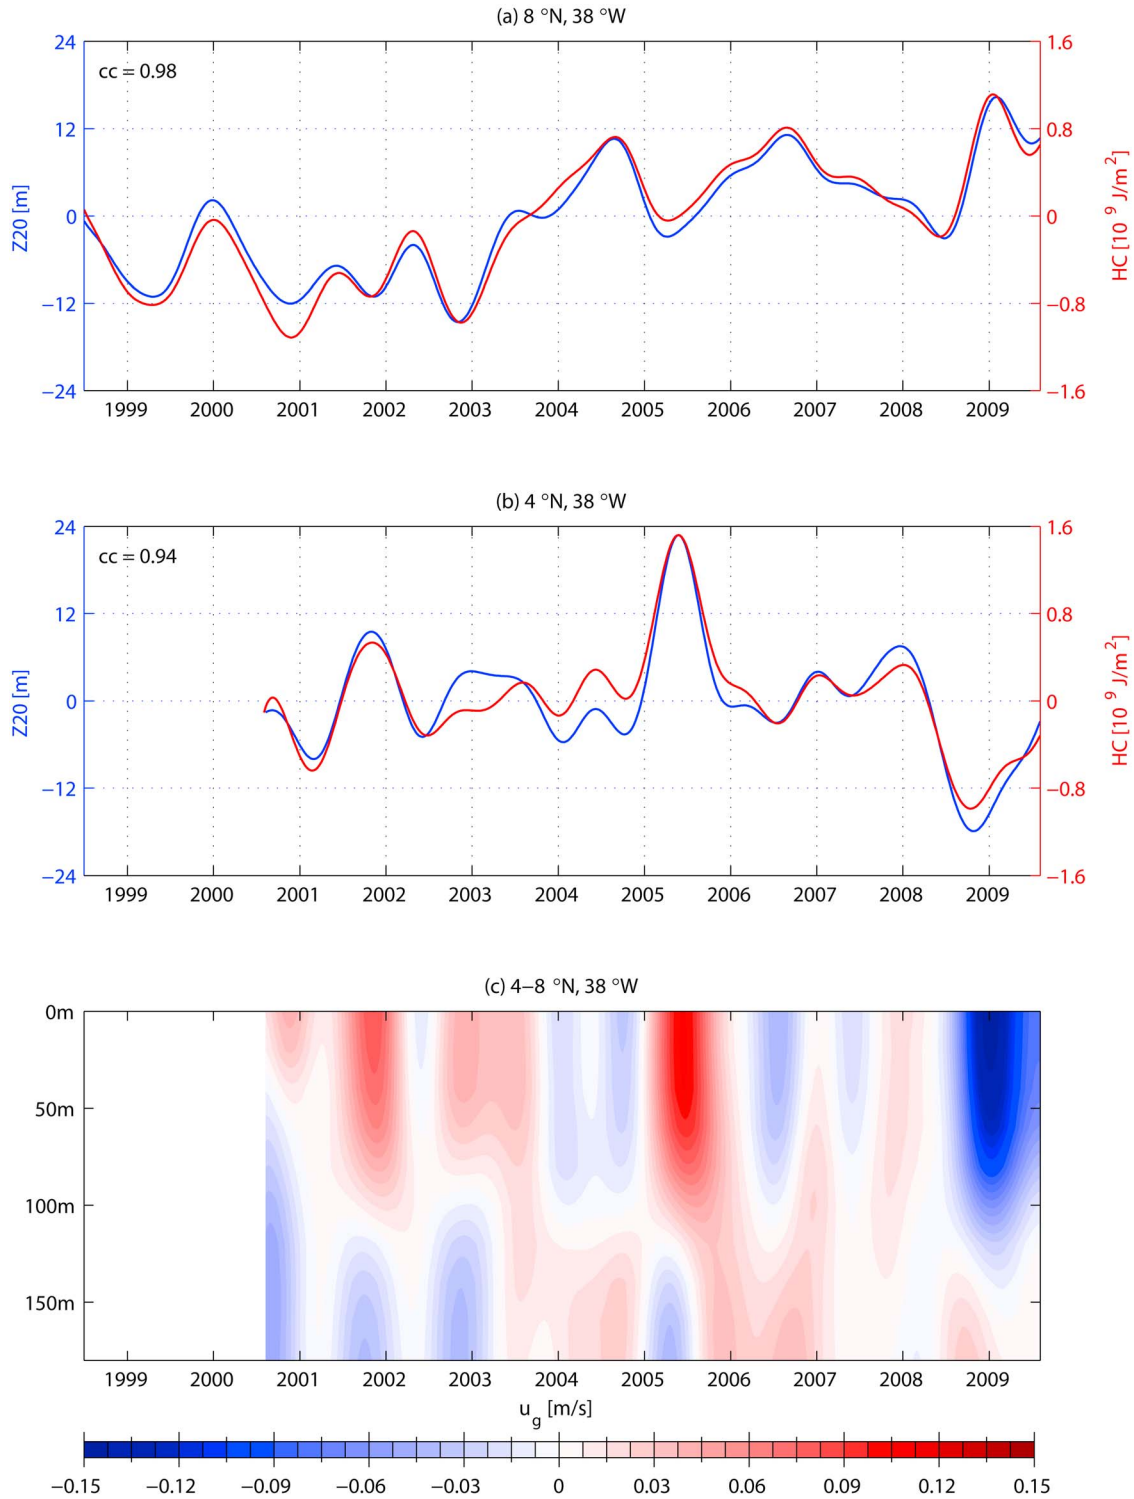 (a) 8 °N, 38 °W
cc = 0.98
24
12
0
−12
−24
Z20 [m]
1.6
0.8
0
−0.8
−1.6
HC [10 9 J/m 2 ]
1999 2000 2001 2002 2003 2004 2005 2006 2007 2008 2009
(b) 4 °N, 38 °W
cc = 0.94
24
12
0
−12
−24
Z20 [m]
1.6
0.8
0
−0.8
−1.6
HC [10 9 J/m 2 ]
1999 2000 2001 2002 2003 2004 2005 2006 2007 2008 2009
(c) 4−8 °N, 38 °W
0m
50m
100m
150m
1999 2000 2001 2002 2003 2004 2005 2006 2007 2008 2009
u g [m/s]
−0.15 −0.12 −0.09 −0.06 −0.03 0 0.03 0.06 0.09 0.12 0.15